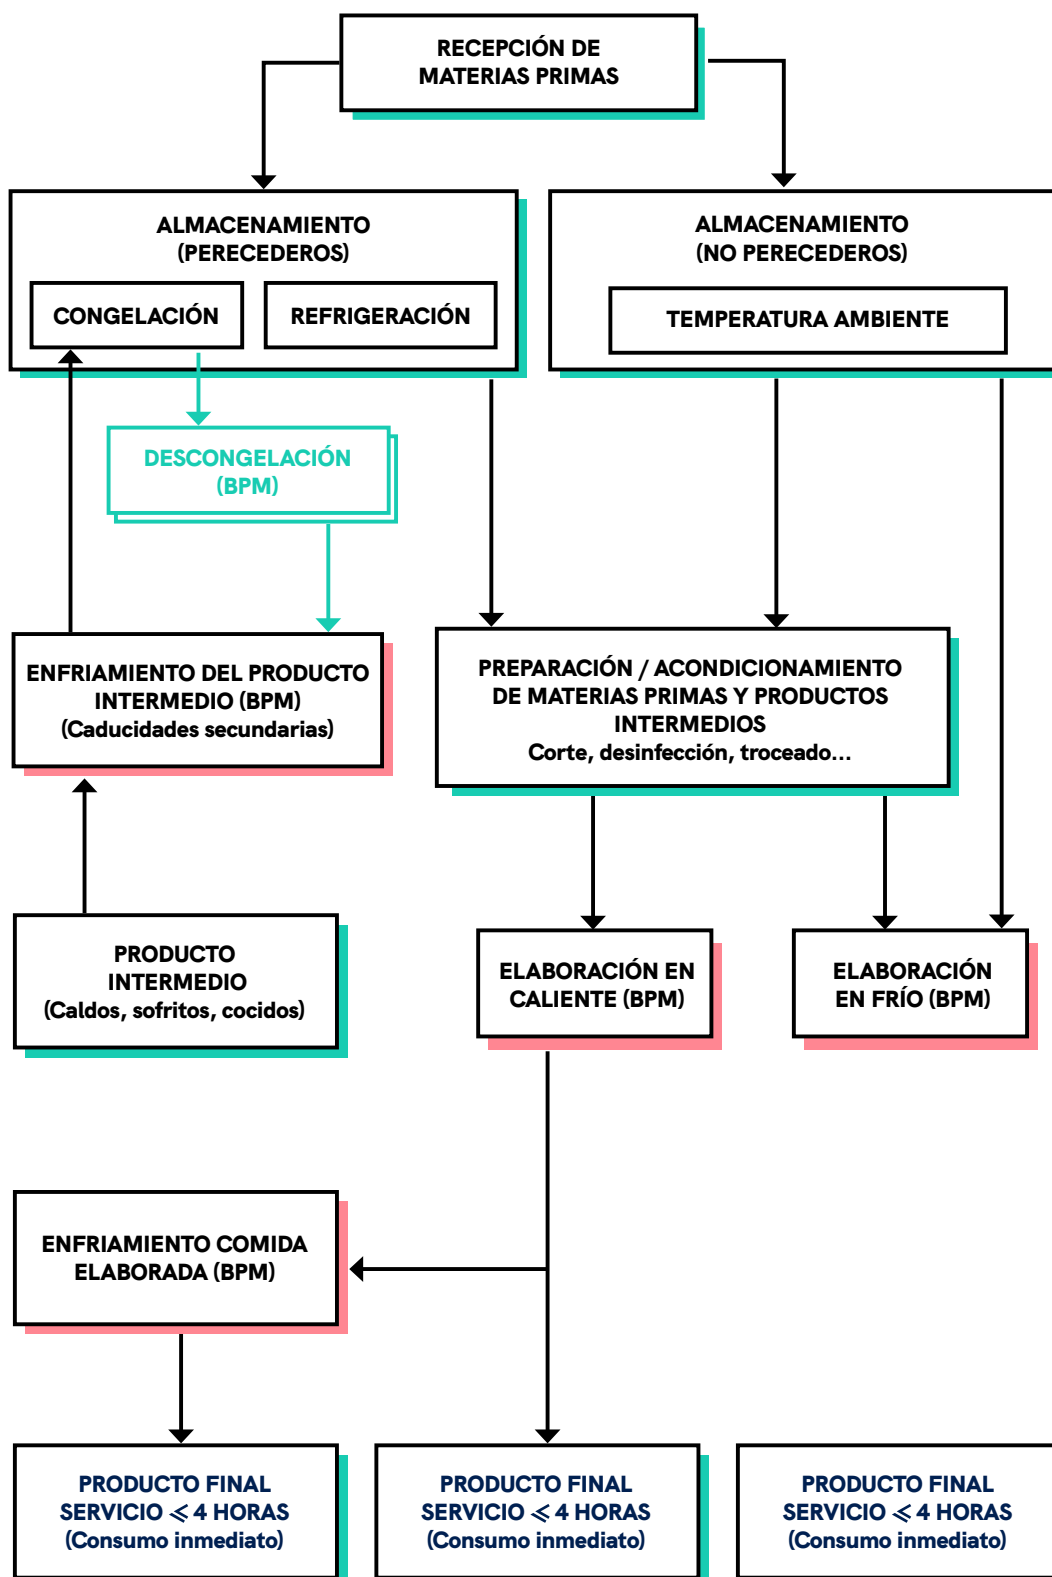 RECEPCIÓN DE
MATERIAS PRIMAS
ALMACENAMIENTO
(PERECEDEROS)
CONGELACIÓN
REFRIGERACIÓN
ALMACENAMIENTO
(NO PERECEDEROS)
TEMPERATURA AMBIENTE
DESCONGELACIÓN
(BPM)
ENFRIAMIENTO DEL PRODUCTO
INTERMEDIO (BPM)
(Caducidades secundarias)
PREPARACIÓN / ACONDICIONAMIENTO
DE MATERIAS PRIMAS Y PRODUCTOS
INTERMEDIOS
Corte, desinfección, troceado...
PRODUCTO
INTERMEDIO
(Caldos, sofritos, cocidos)
ELABORACIÓN EN
CALIENTE (BPM)
ELABORACIÓN
EN FRÍO (BPM)
ENFRIAMIENTO COMIDA
ELABORADA (BPM)
PRODUCTO FINAL
SERVICIO ⩽ 4 HORAS
(Consumo inmediato)
PRODUCTO FINAL
SERVICIO ⩽ 4 HORAS
(Consumo inmediato)
PRODUCTO FINAL
SERVICIO ⩽ 4 HORAS
(Consumo inmediato)